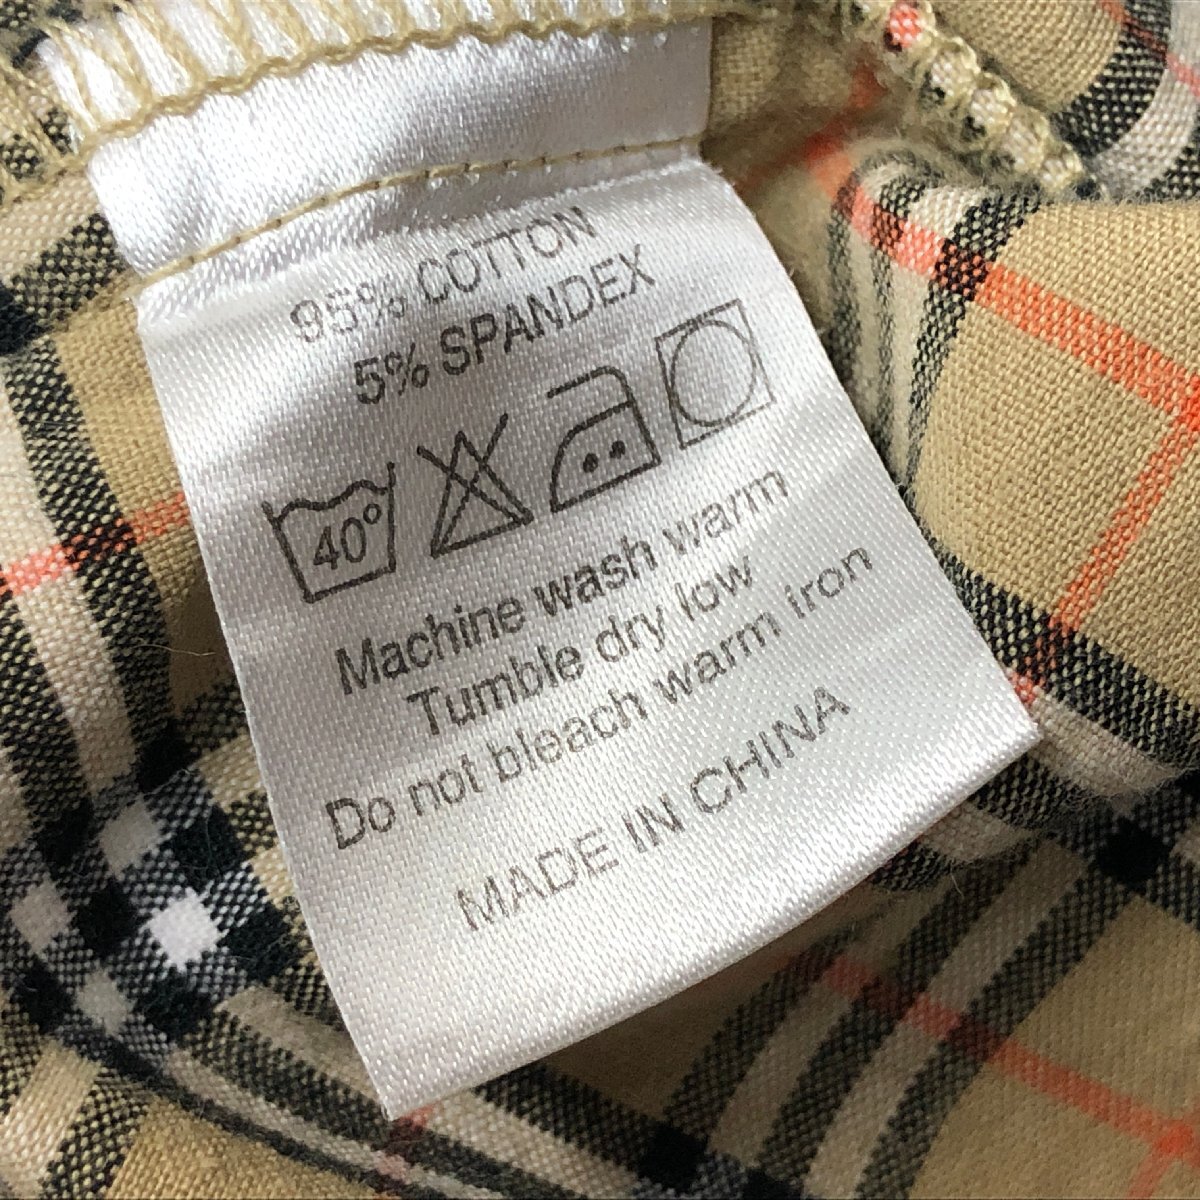 95% COTTON
5% SPANDEX
40°
Machine wash warm
Tumble dry low
Do not bleach warm iron
MADE IN CHINA